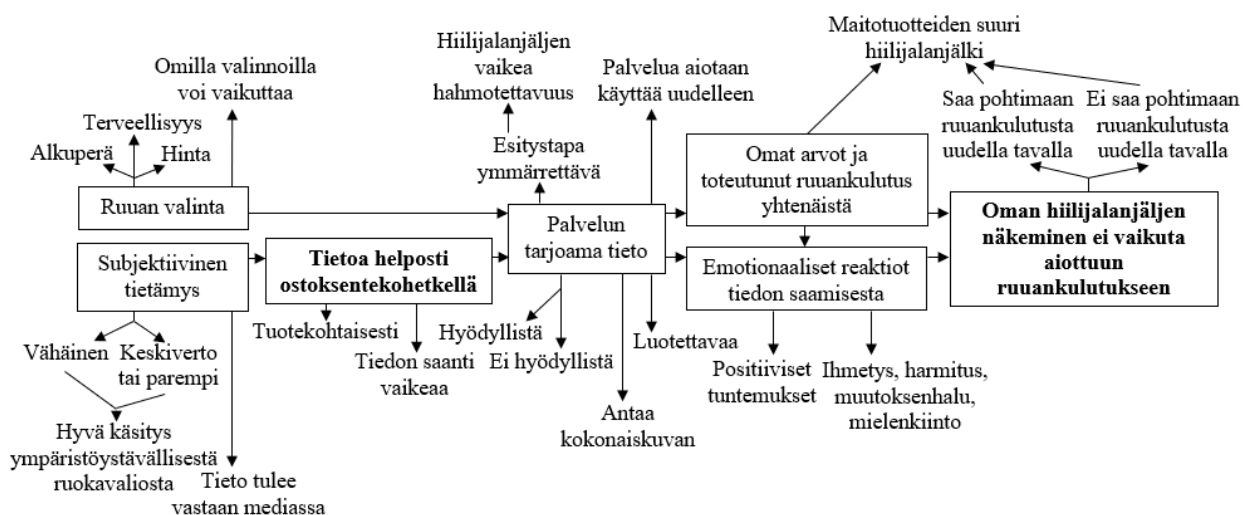 Maitotuotteiden suuri
hiilijalanjälki
Hiilijalanjäljen
vaikea
hahmotettavuus
Palvelua aiotaan
käyttää uudelleen
Omilla valinnoilla
voi vaikuttaa
Saa pohtimaan
ruuankulutusta
uudella tavalla
Ei saa pohtimaan
ruuankulutusta
uudella tavalla
Terveellisyys
Alkuperä
Hinta
Esitystapa
ymmärrettävä
Omat arvot ja
toteutunut ruuankulutus
yhtenäistä
Ruuan valinta
Palvelun
tarjoama tieto
Oman hiilijalanjäljen
näkeminen ei vaikuta
aiottuun
ruuankulutukseen
Subjektiivinen
tietämys
Tietoa helposti
ostoksentekohetkellä
Emotionaaliset reaktiot
tiedon saamisesta
Tuotekohtaisesti
Hyödyllistä
Luotettavaa
Vähäinen
Keskiverto
tai parempi
Tiedon saanti
vaikeaa
Ei hyödyllistä
Positiiviset
tuntemukset
Ihmetys, harmitus,
muutoksenhalu,
mielenkiinto
Antaa
kokonaiskuvan
Hyvä käsitys
ympäristöystävällisestä
ruokavaliosta
Tieto tulee
vastaan mediassa